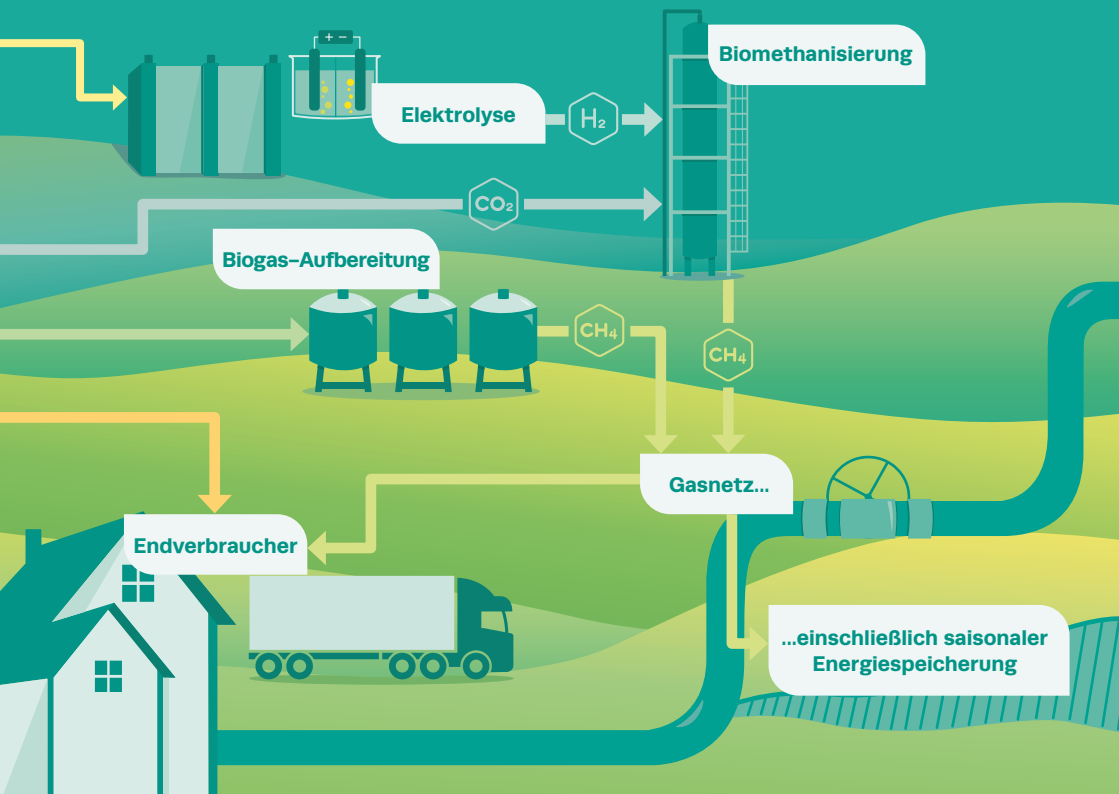 + −
Biomethanisierung
Elektrolyse
H₂
CO₂
Biogas-Aufbereitung
CH₄
CH₄
Gasnetz...
Endverbraucher
...einschließlich saisonaler
Energiespeicherung